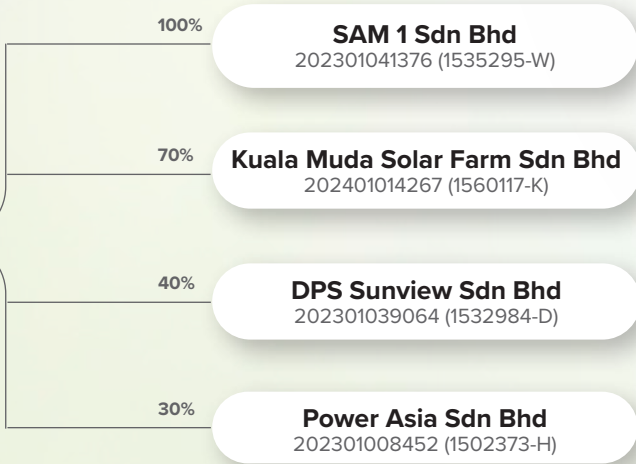 100%
SAM 1 Sdn Bhd
202301041376 (1535295-W)
70%
Kuala Muda Solar Farm Sdn Bhd
202401014267 (1560117-K)
40%
DPS Sunview Sdn Bhd
202301039064 (1532984-D)
30%
Power Asia Sdn Bhd
202301008452 (1502373-H)